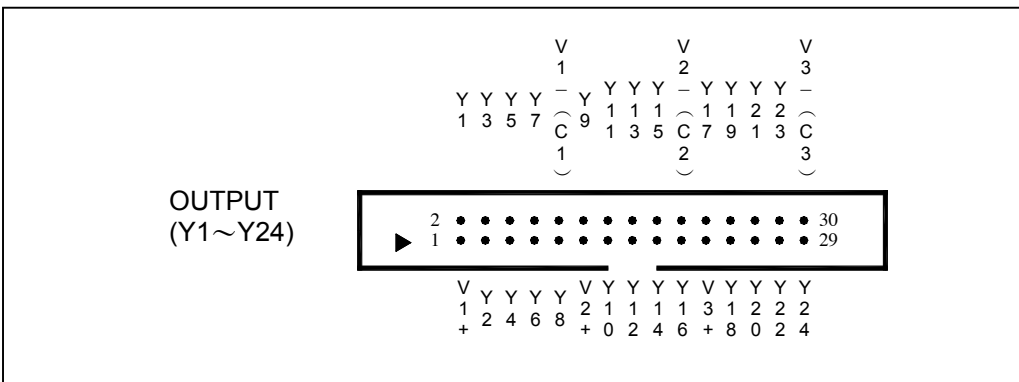 Y1 Y3 Y5 Y7 V1−(C1) Y9 Y11 Y13 Y15 V2−(C2) Y17 Y19 Y21 Y23 V3−(C3)
OUTPUT
(Y1～Y24)
2 30
1 29
V1+ Y2 Y4 Y6 Y8 V2+ Y10 Y12 Y14 Y16 V3+ Y18 Y20 Y22 Y24